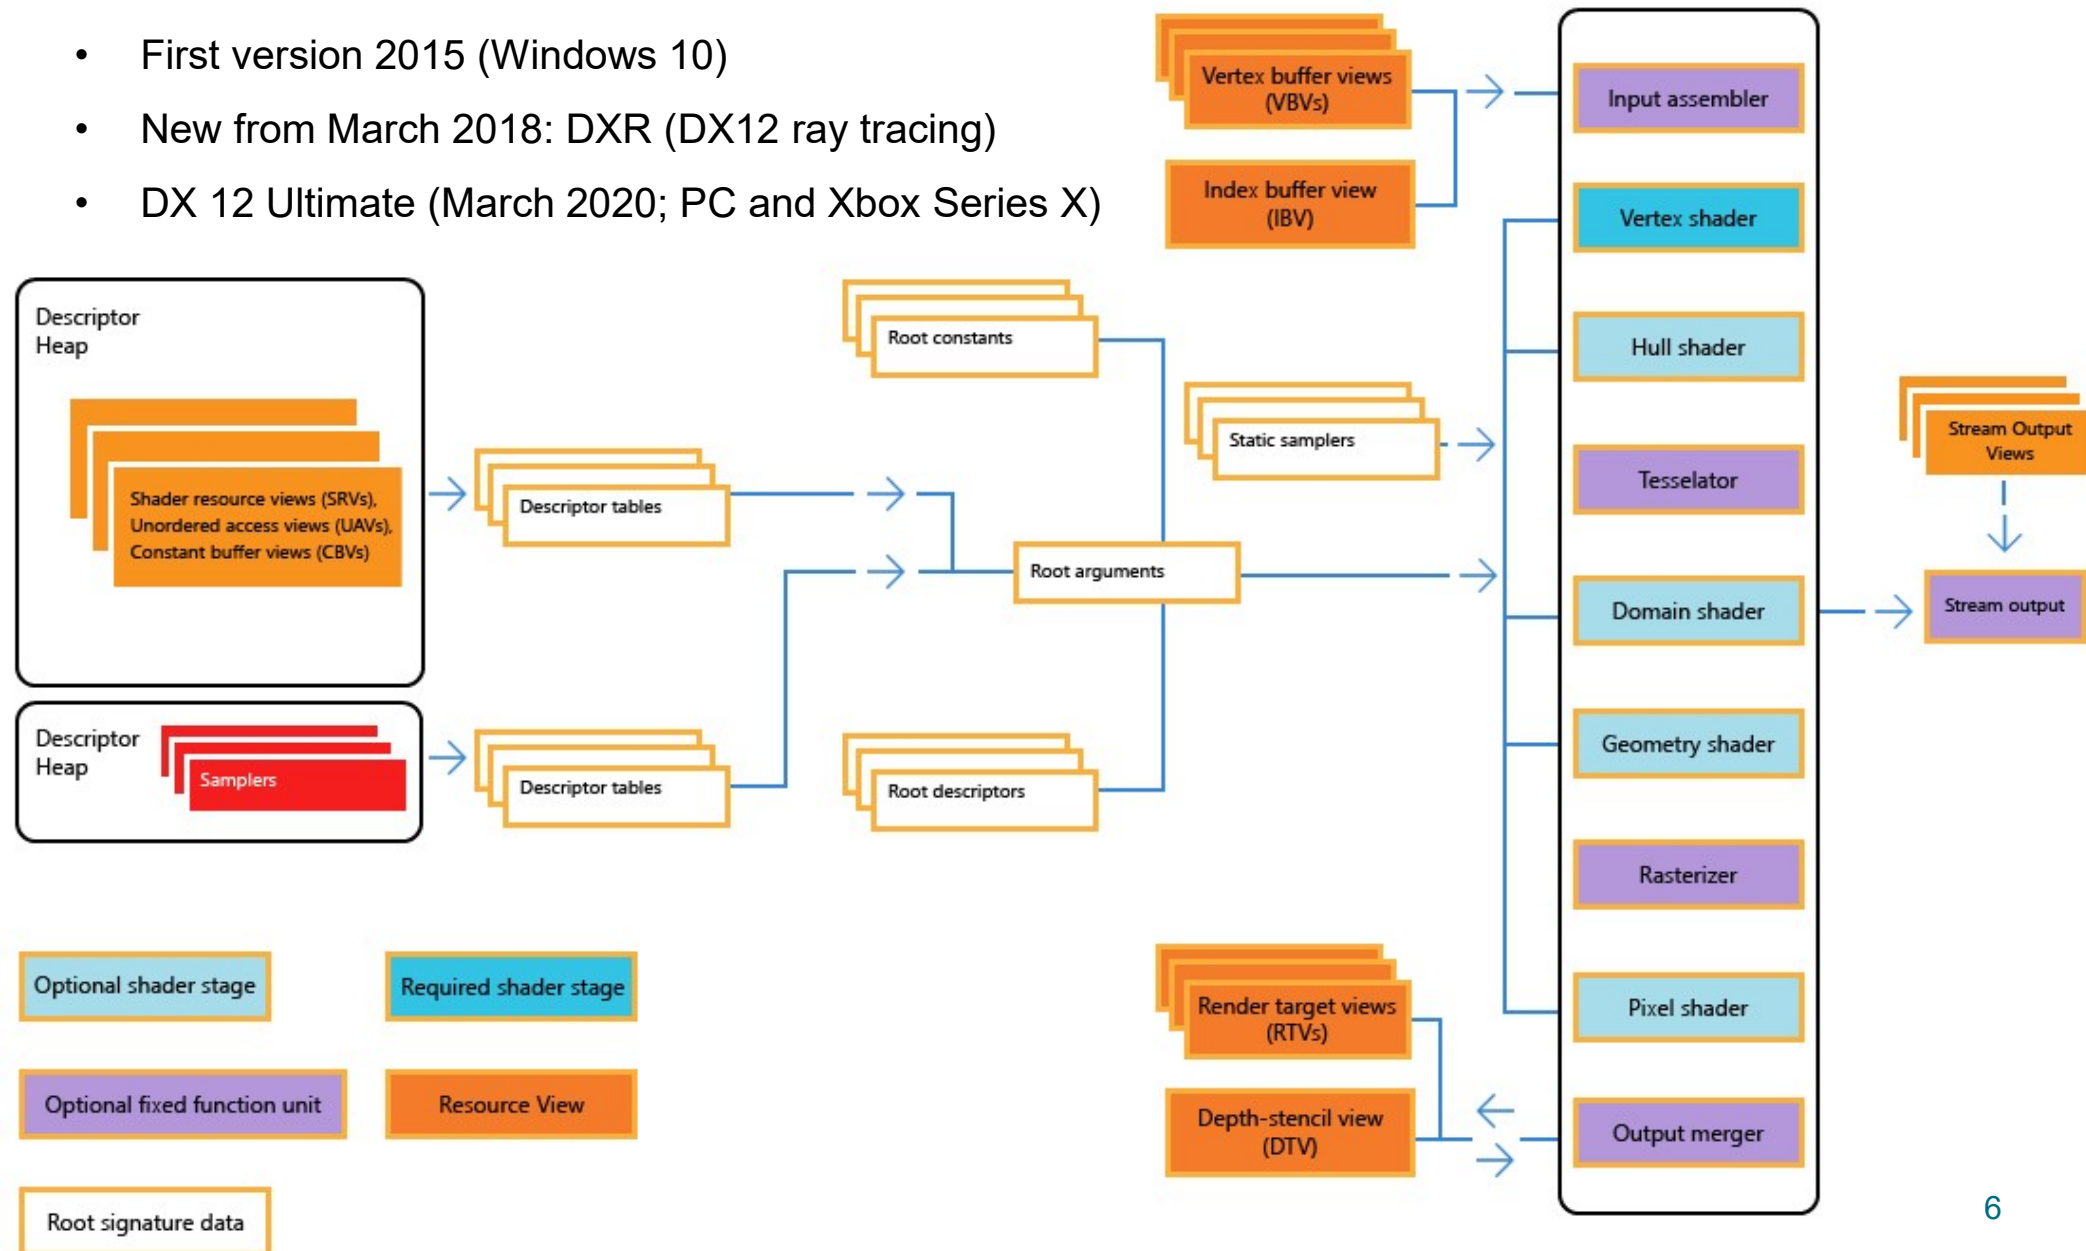 • First version 2015 (Windows 10)
• New from March 2018: DXR (DX12 ray tracing)
• DX 12 Ultimate (March 2020; PC and Xbox Series X)
Vertex buffer views
(VBVs)
Index buffer view
(IBV)
Input assembler
Vertex shader
Hull shader
Tesselator
Domain shader
Geometry shader
Rasterizer
Pixel shader
Output merger
Descriptor
Heap
Shader resource views (SRVs),
Unordered access views (UAVs),
Constant buffer views (CBVs)
Descriptor tables
Root constants
Static samplers
Root arguments
Stream Output
Views
Stream output
Descriptor
Heap
Samplers
Descriptor tables
Root descriptors
Render target views
(RTVs)
Depth-stencil view
(DTV)
Optional shader stage
Required shader stage
Optional fixed function unit
Resource View
Root signature data
6